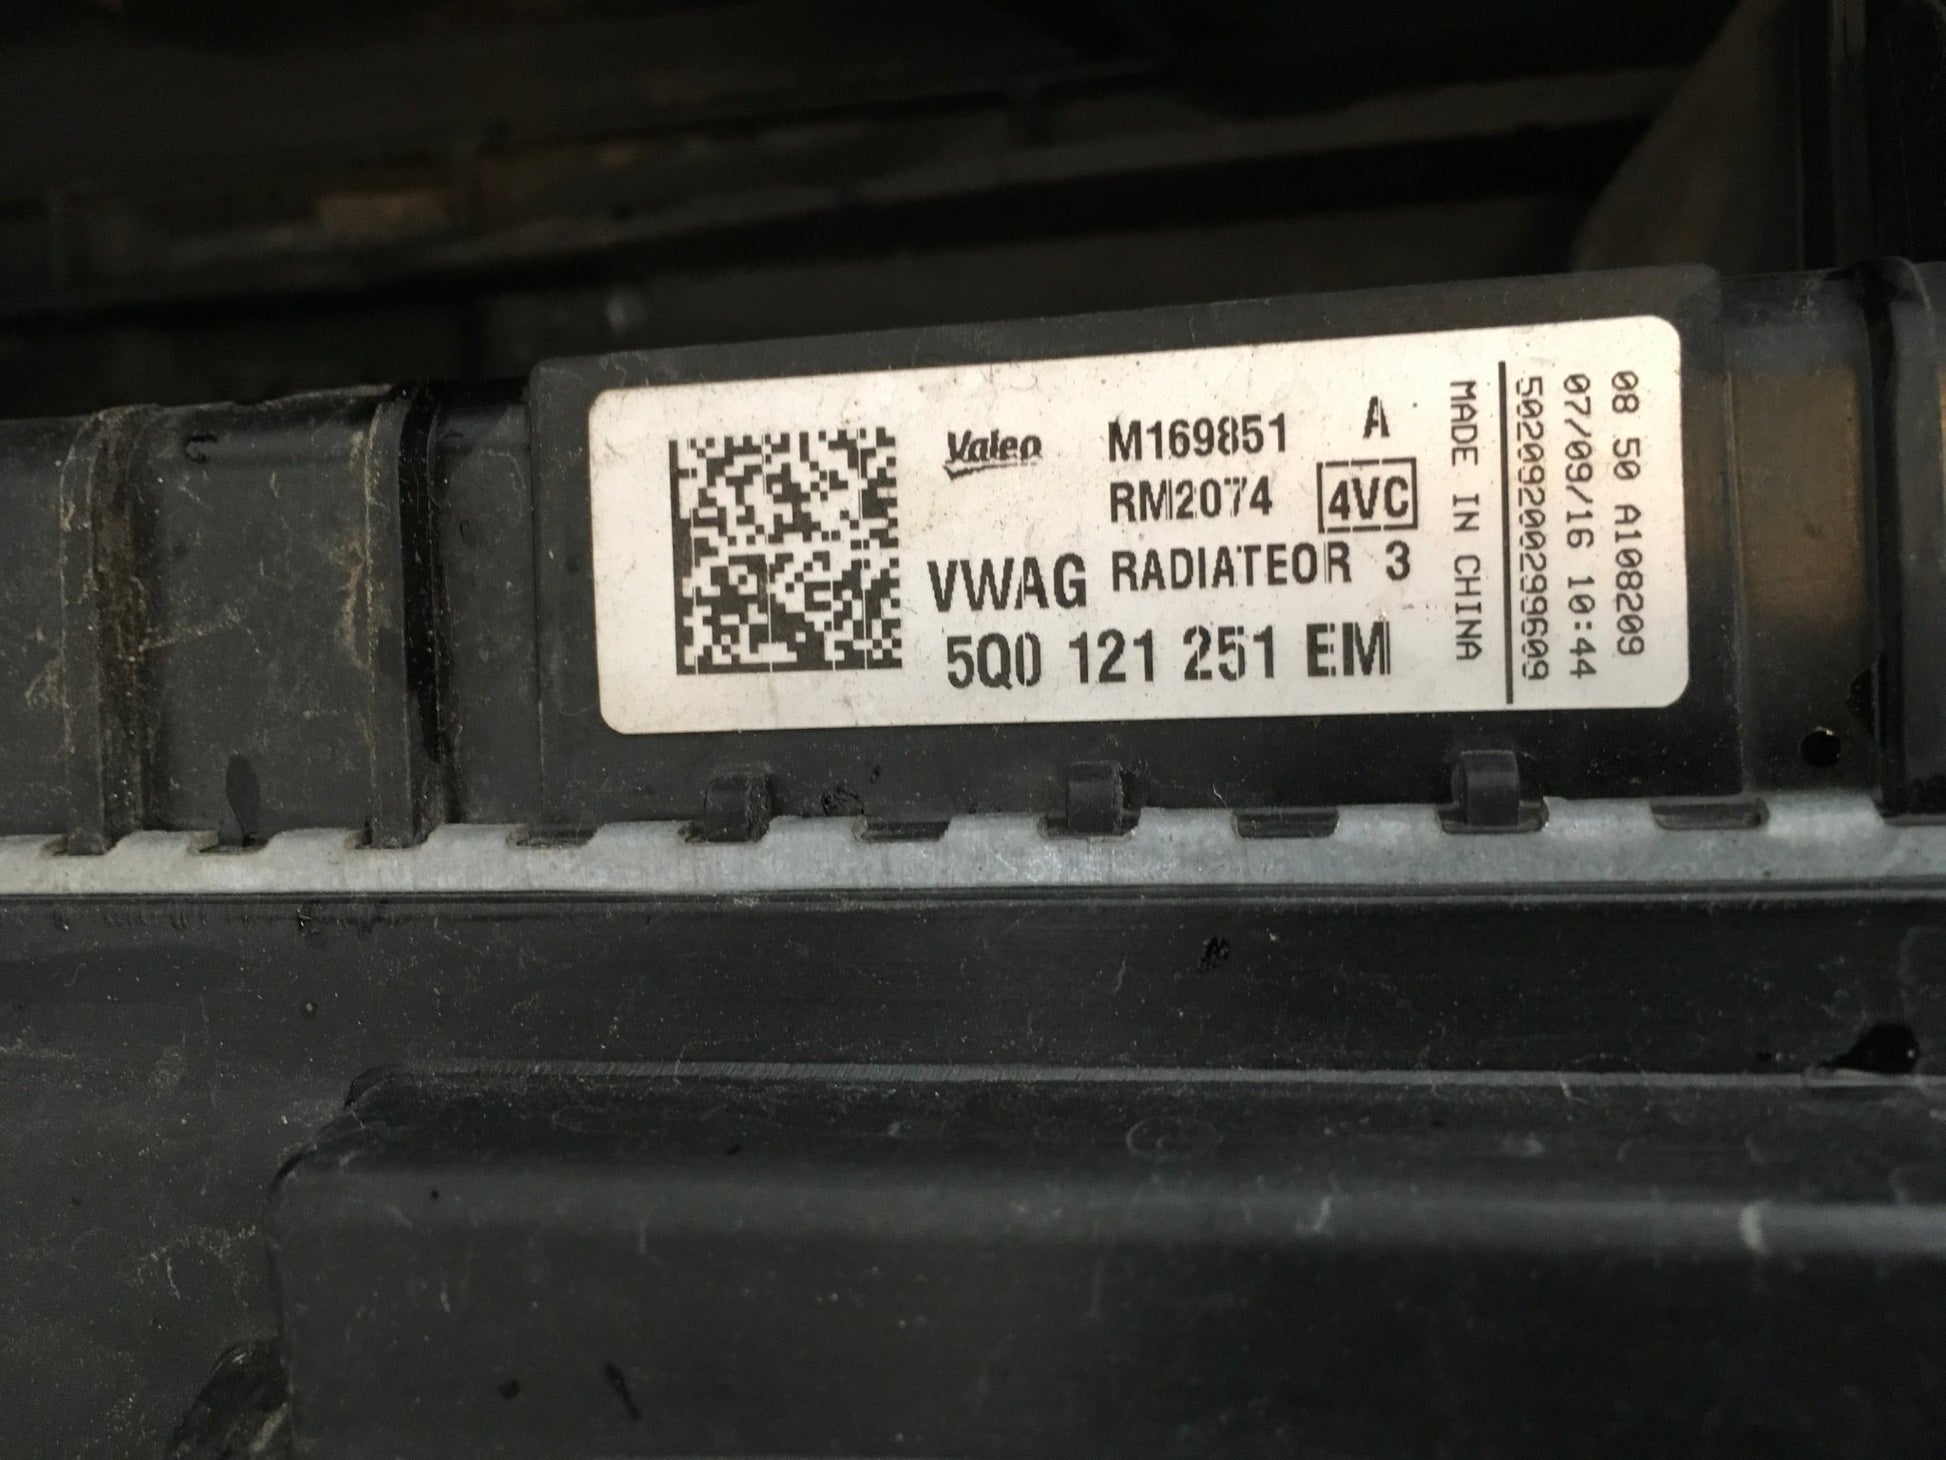 Valeo M169851 A
RM2074 4VC
VWAG RADIATEOR 3
5Q0 121 251 EM
MADE IN CHINA
50209200299609
07/09/16 10:44
08 50 A108209